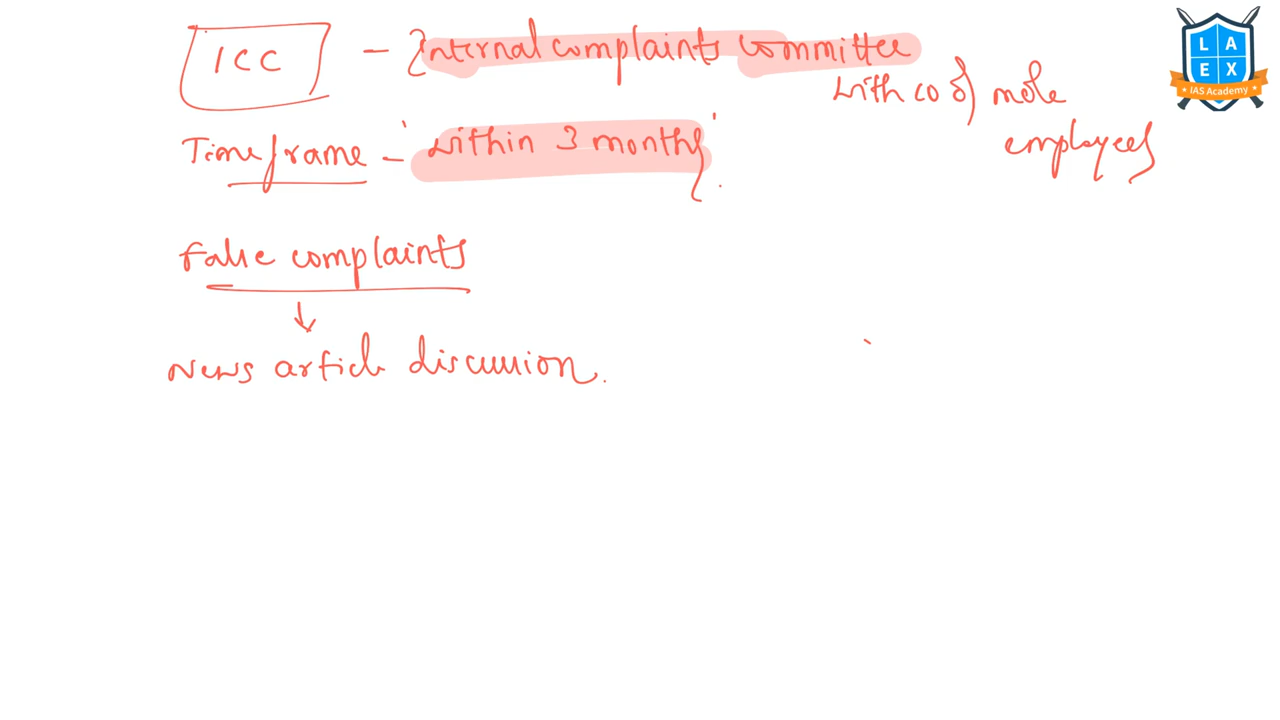 ICC - Internal complaints committee
with 10 of more employees
Timeframe - 'within 3 months'.
False complaints
News article discussion.
L A
E X
IAS Academy